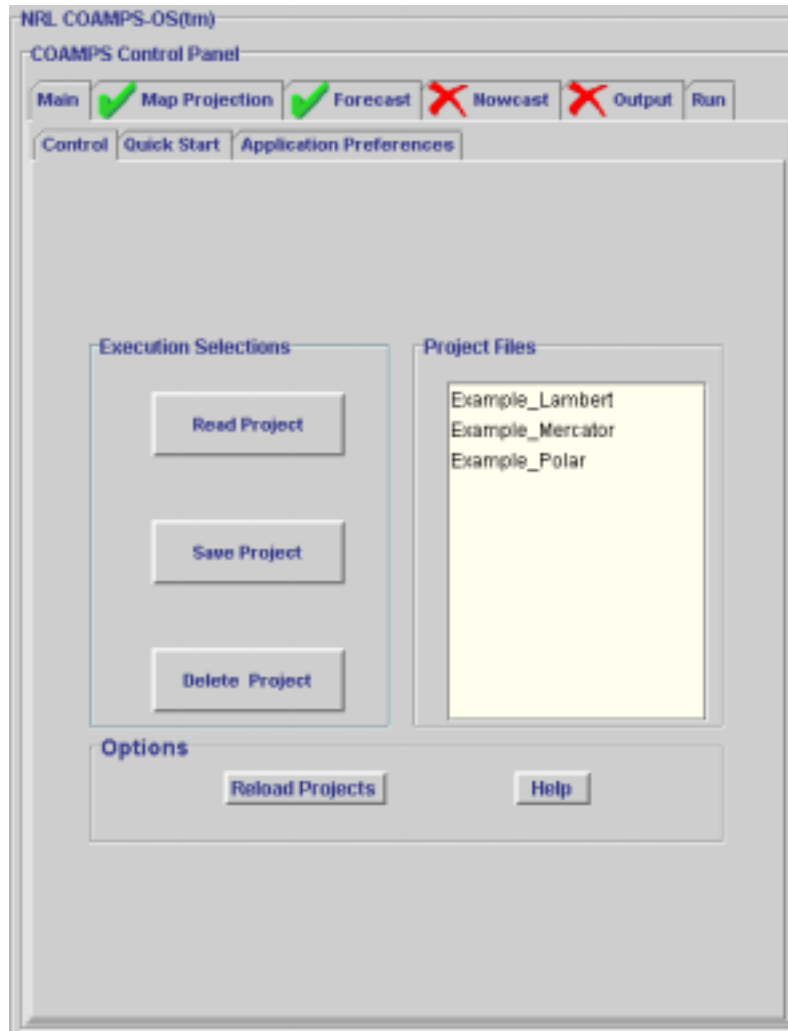 NRL COAMPS-OS(tm)
COAMPS Control Panel
Main Map Projection Forecast Nowcast Output Run
Control Quick Start Application Preferences
Execution Selections
Project Files
Read Project
Save Project
Delete Project
Example_Lambert
Example_Mercator
Example_Polar
Options
Reload Projects
Help